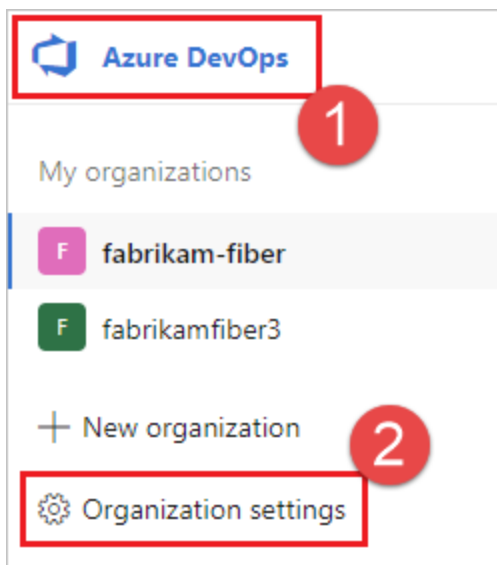 Azure DevOps
1
My organizations
F fabrikam-fiber
F fabrikamfiber3
+ New organization
2
Organization settings